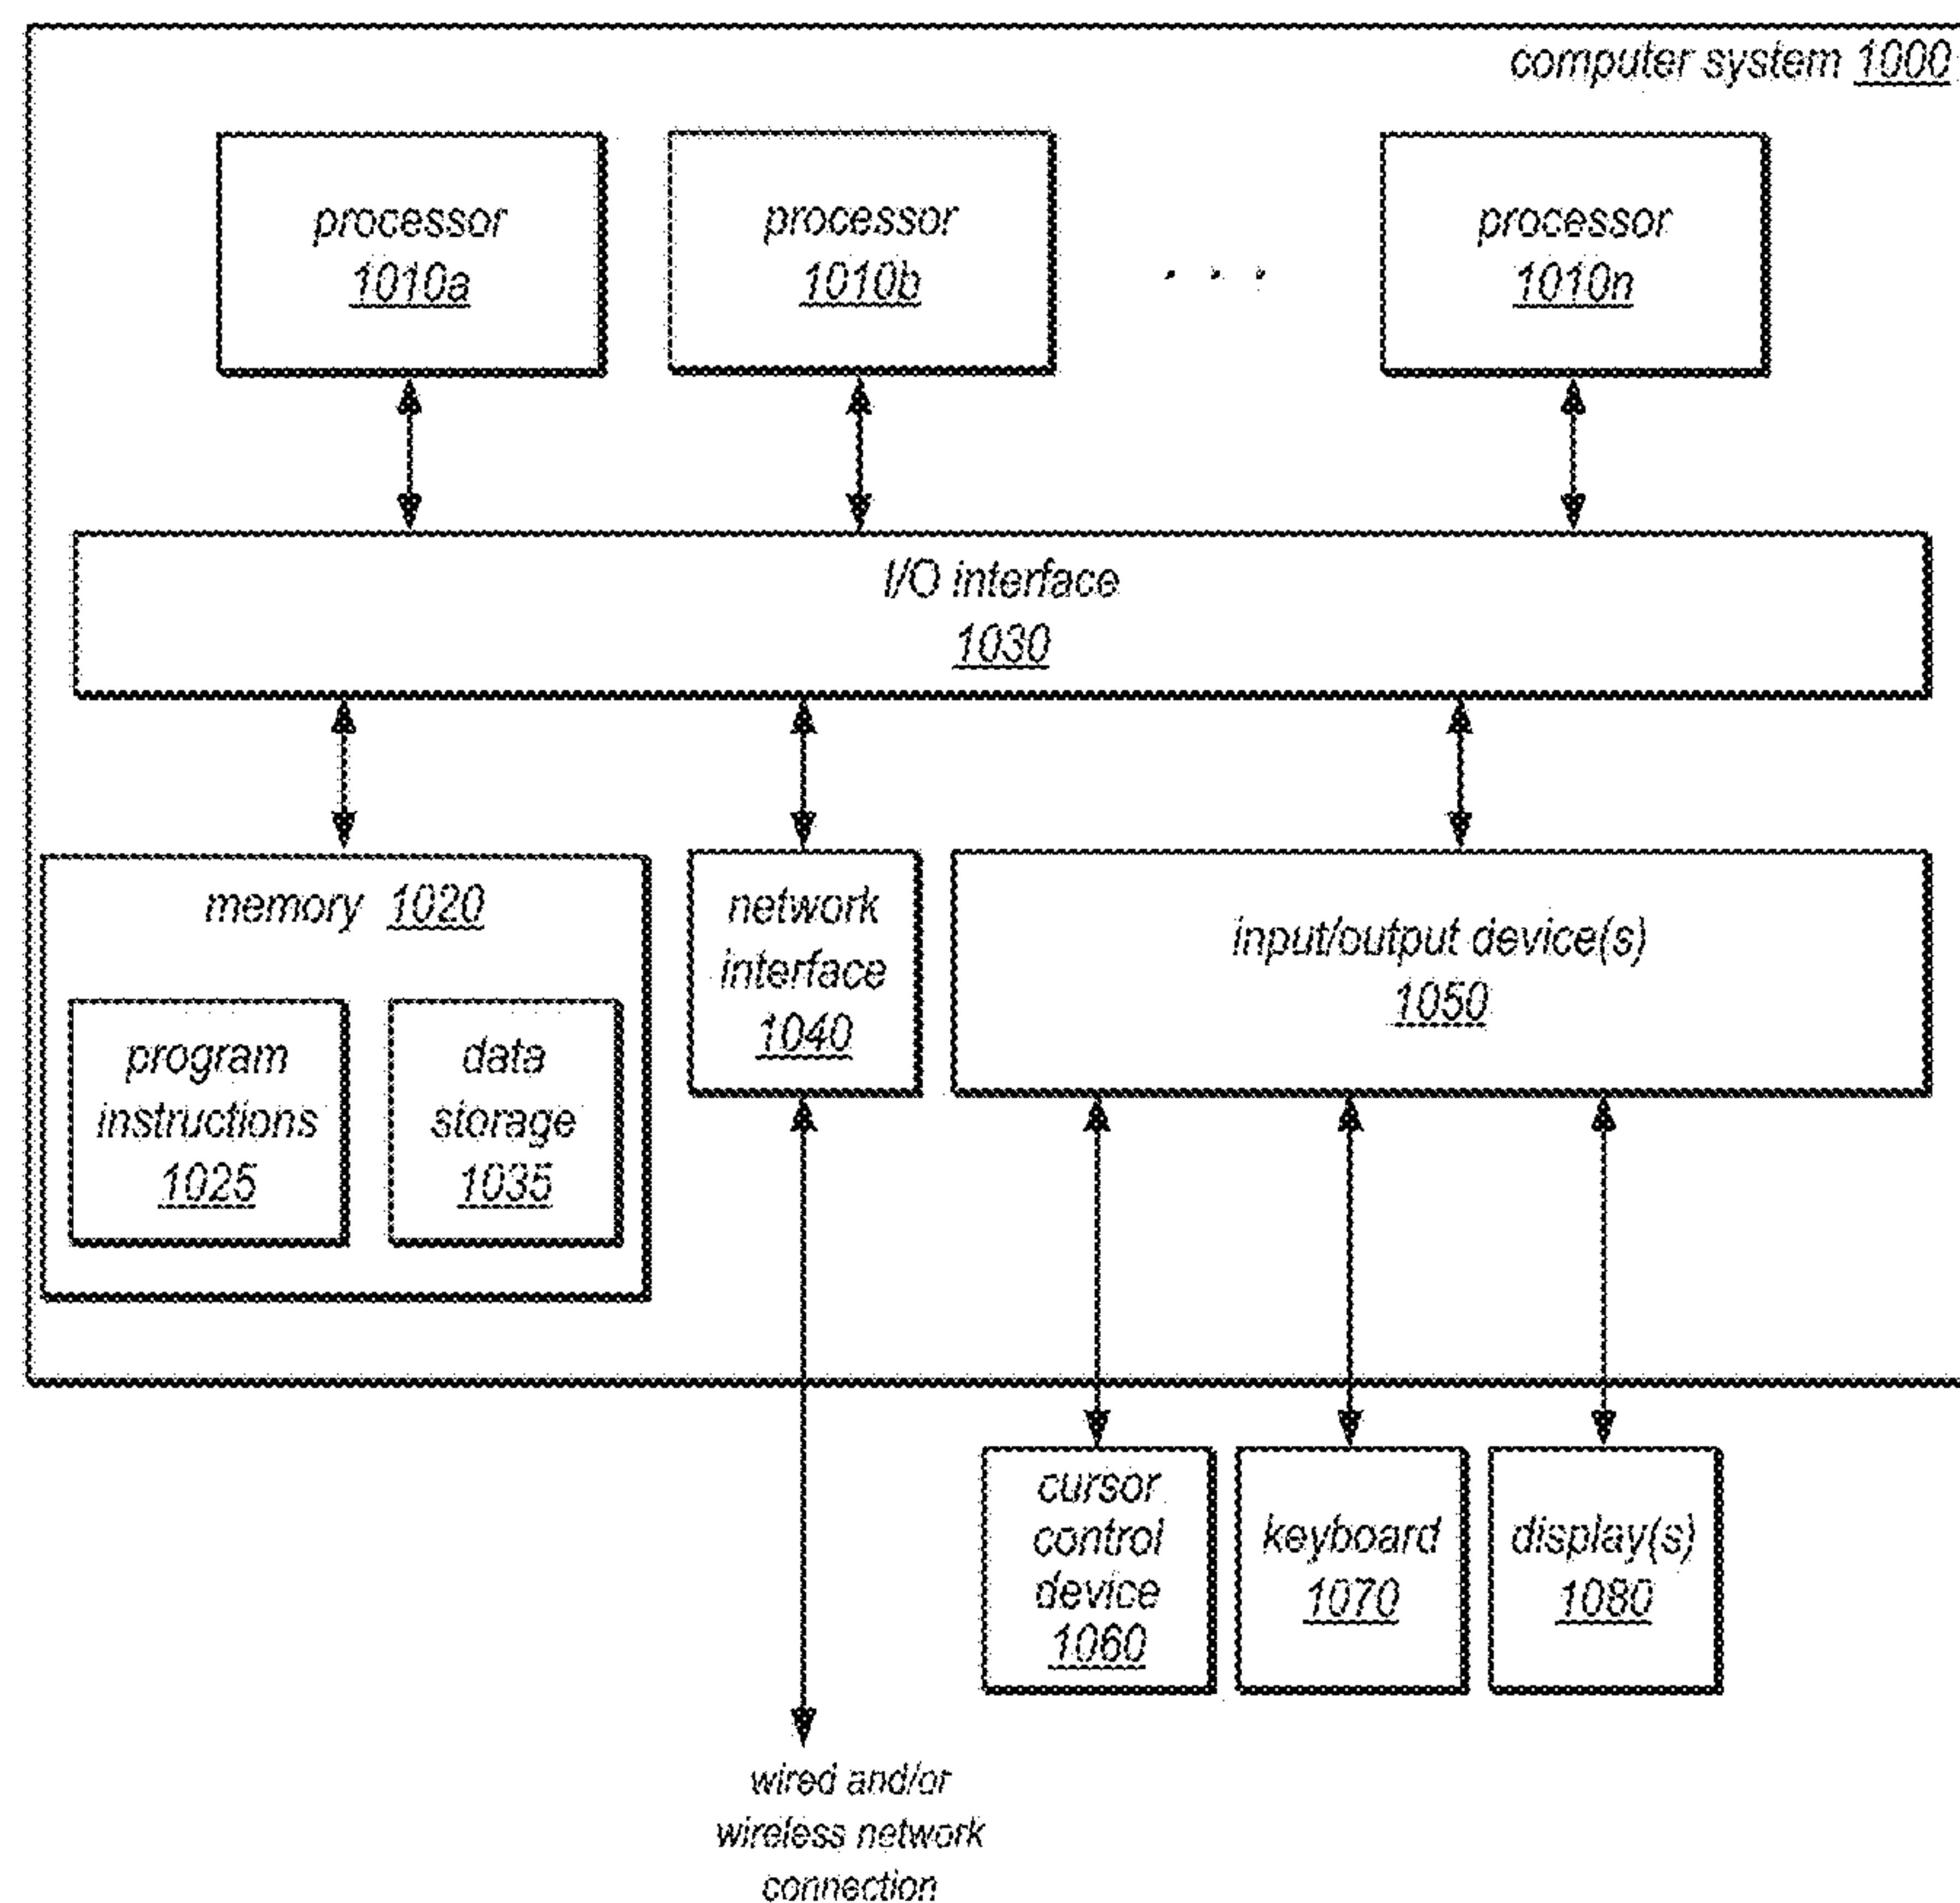 computer system 1000
processor
1010a
processor
1010b
. . .
processor
1010n
I/O interface
1030
memory 1020
program
instructions
1025
data
storage
1035
network
interface
1040
input/output device(s)
1050
cursor
control
device
1060
keyboard
1070
display(s)
1080
wired and/or
wireless network
connection